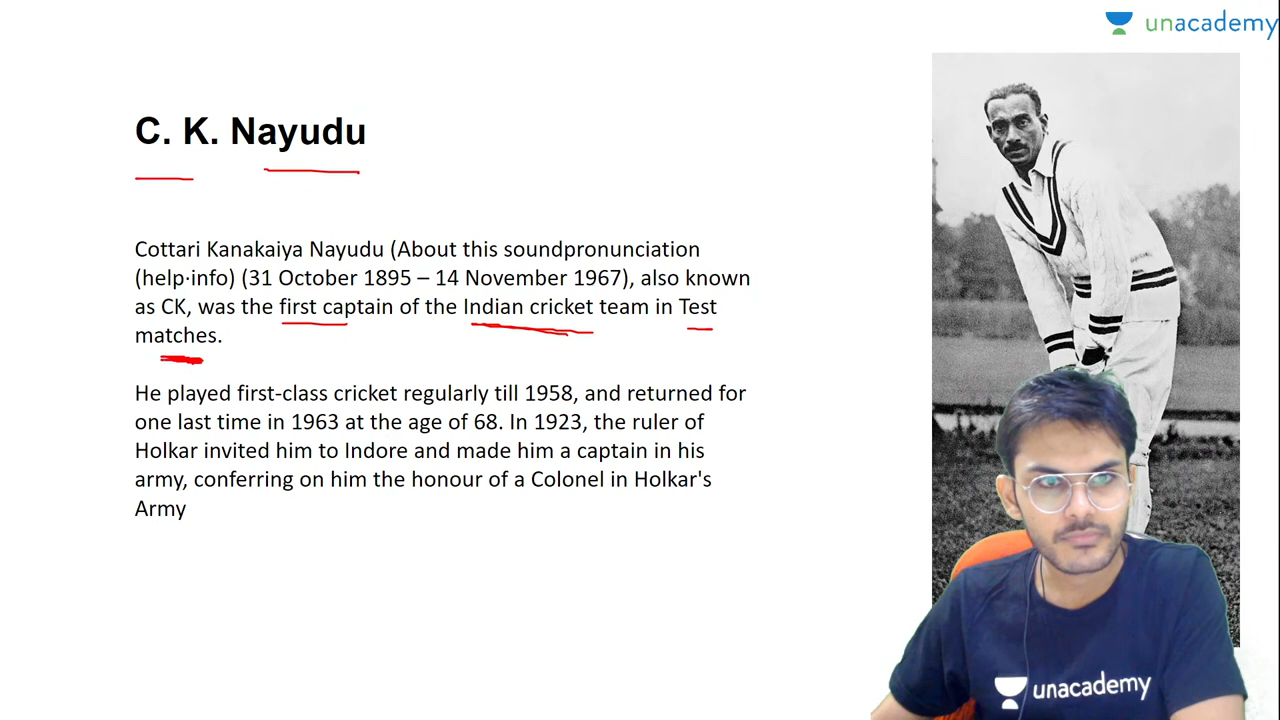 unacademy
C. K. Nayudu
Cottari Kanakaiya Nayudu (About this soundpronunciation
(help·info) (31 October 1895 – 14 November 1967), also known
as CK, was the first captain of the Indian cricket team in Test
matches.
He played first-class cricket regularly till 1958, and returned for
one last time in 1963 at the age of 68. In 1923, the ruler of
Holkar invited him to Indore and made him a captain in his
army, conferring on him the honour of a Colonel in Holkar's
Army
unacademy